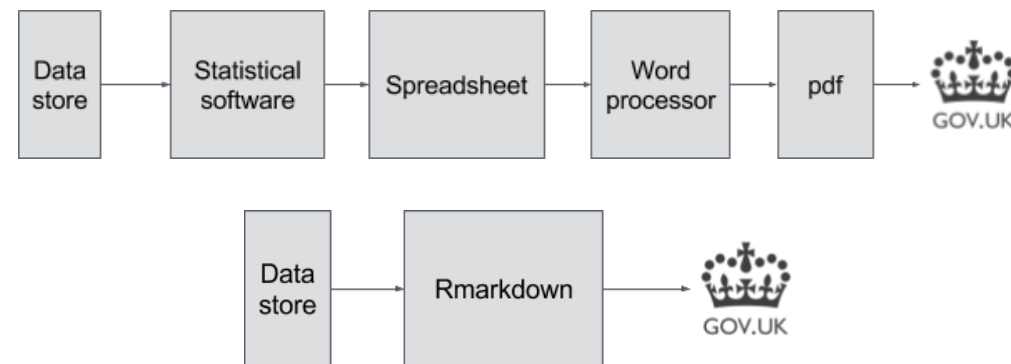 Data
store
Statistical
software
Spreadsheet
Word
processor
pdf
GOV.UK
Data
store
Rmarkdown
GOV.UK